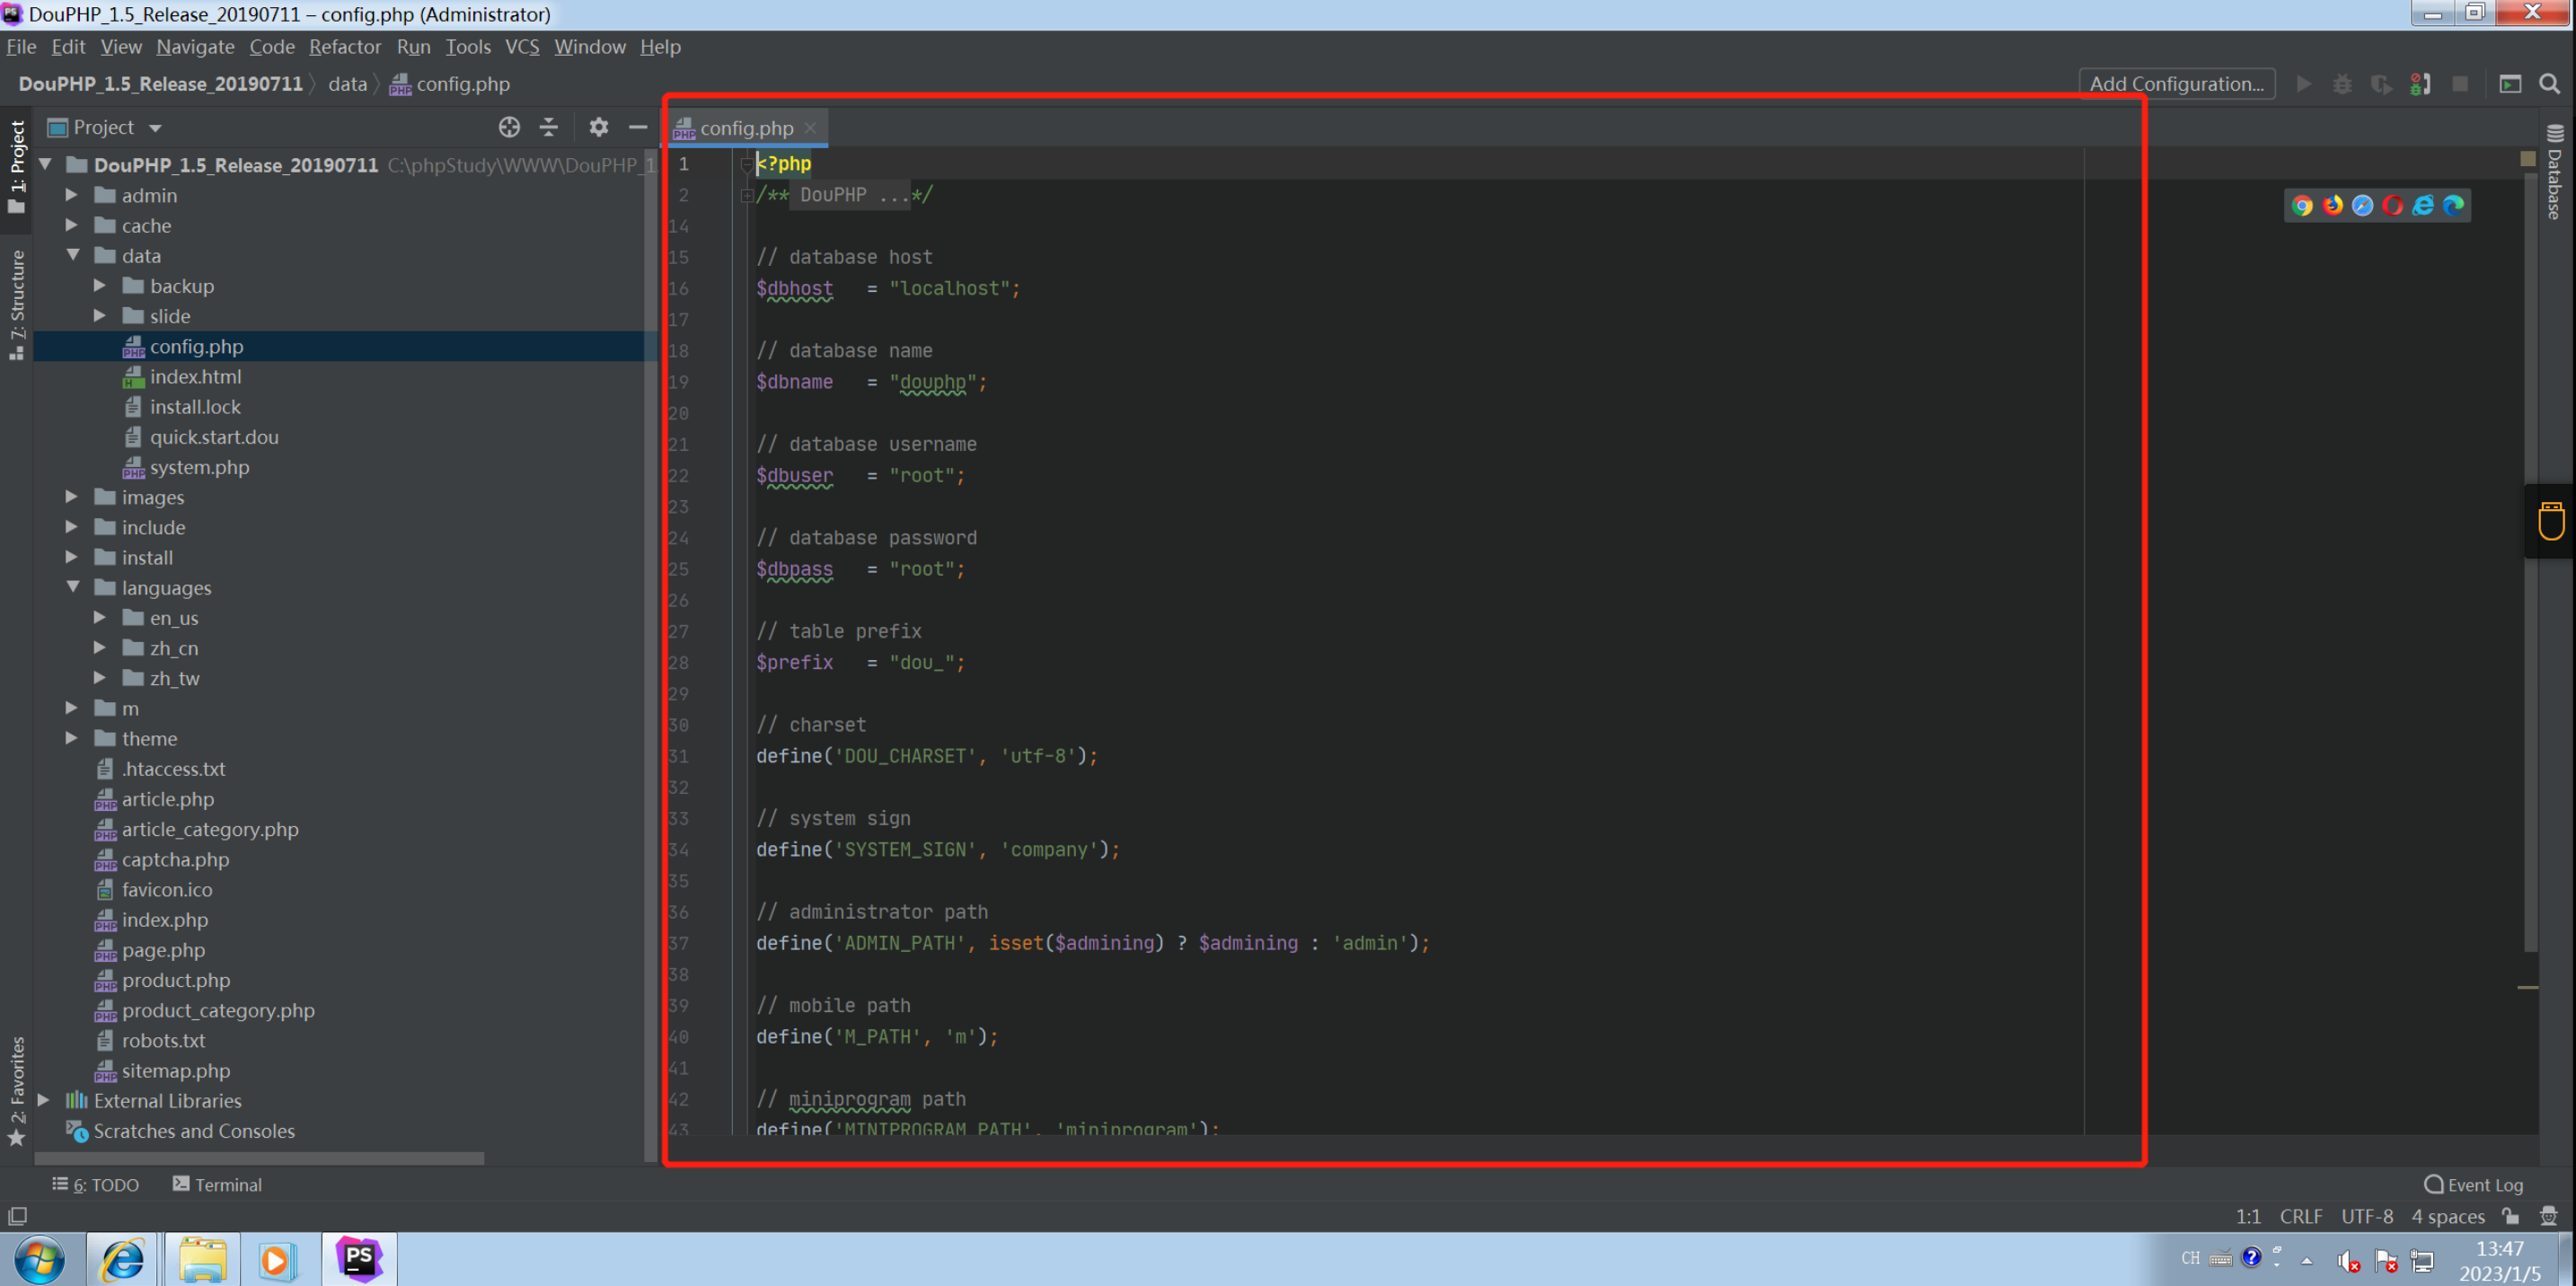 DouPHP_1.5_Release_20190711 – config.php (Administrator)
File Edit View Navigate Code Refactor Run Tools VCS Window Help
DouPHP_1.5_Release_20190711 data config.php
Add Configuration...
Project
config.php
1: Project
7: Structure
2: Favorites
Database
DouPHP_1.5_Release_20190711 C:\phpStudy\WWW\DouPHP_1
admin
cache
data
backup
slide
config.php
index.html
install.lock
quick.start.dou
system.php
images
include
install
languages
en_us
zh_cn
zh_tw
m
theme
.htaccess.txt
article.php
article_category.php
captcha.php
favicon.ico
index.php
page.php
product.php
product_category.php
robots.txt
sitemap.php
External Libraries
Scratches and Consoles
1 <?php
2 /** DouPHP ...*/
14
15 // database host
16 $dbhost   = "localhost";
17
18 // database name
19 $dbname   = "douphp";
20
21 // database username
22 $dbuser   = "root";
23
24 // database password
25 $dbpass   = "root";
26
27 // table prefix
28 $prefix   = "dou_";
29
30 // charset
31 define('DOU_CHARSET', 'utf-8');
32
33 // system sign
34 define('SYSTEM_SIGN', 'company');
35
36 // administrator path
37 define('ADMIN_PATH', isset($admining) ? $admining : 'admin');
38
39 // mobile path
40 define('M_PATH', 'm');
41
42 // miniprogram path
43 define('MINIPROGRAM_PATH', 'miniprogram');
6: TODO Terminal
Event Log
1:1 CRLF UTF-8 4 spaces
PS
CH
13:47
2023/1/5